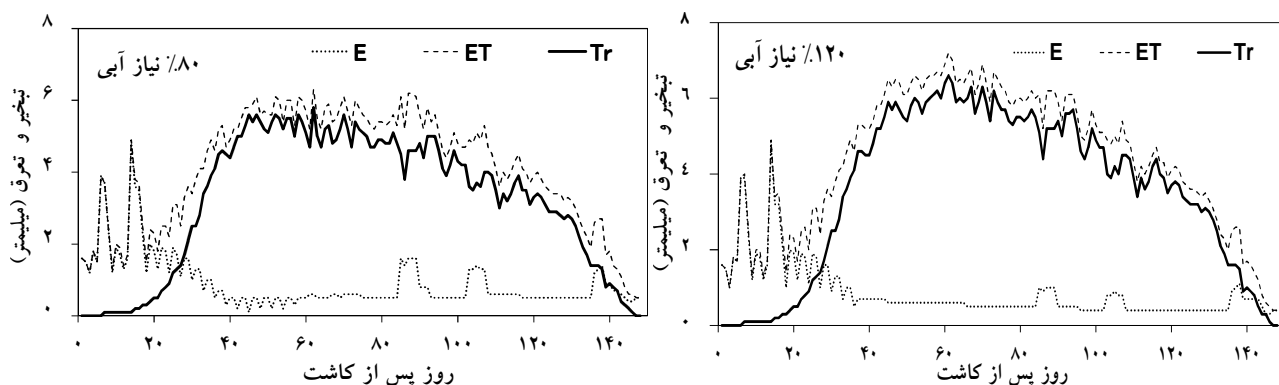 E ET Tr
٪۸۰ نیاز آبی
تبخیر و تعرق (میلیمتر)
۸
۶
۴
۲
۰
۰ ۲۰ ۴۰ ۶۰ ۸۰ ۱۰۰ ۱۲۰ ۱۴۰
روز پس از کاشت
E ET Tr
٪۱۲۰ نیاز آبی
تبخیر و تعرق (میلیمتر)
۸
۶
۴
۲
۰
۰ ۲۰ ۴۰ ۶۰ ۸۰ ۱۰۰ ۱۲۰ ۱۴۰
روز پس از کاشت